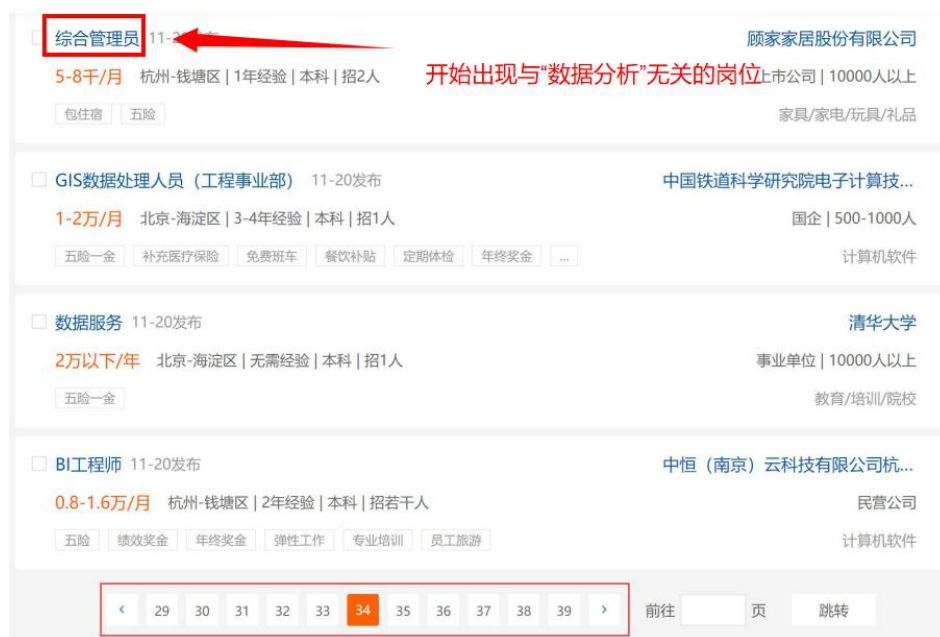 综合管理员 11-2 顾家家居股份有限公司
5-8千/月 杭州-钱塘区 | 1年经验 | 本科 | 招2人 开始出现与“数据分析”无关的岗位 上市公司 | 10000人以上
包住宿 五险 家具/家电/玩具/礼品
GIS数据处理人员（工程事业部） 11-20发布 中国铁道科学研究院电子计算技...
1-2万/月 北京-海淀区 | 3-4年经验 | 本科 | 招1人 国企 | 500-1000人
五险一金 补充医疗保险 免费班车 餐饮补贴 定期体检 年终奖金 ... 计算机软件
数据服务 11-20发布 清华大学
2万以下/年 北京-海淀区 | 无需经验 | 本科 | 招1人 事业单位 | 10000人以上
五险一金 教育/培训/院校
BI工程师 11-20发布 中恒（南京）云科技有限公司杭...
0.8-1.6万/月 杭州-钱塘区 | 2年经验 | 本科 | 招若干人 民营公司
五险 绩效奖金 年终奖金 弹性工作 专业培训 员工旅游 计算机软件
< 29 30 31 32 33 34 35 36 37 38 39 > 前往 页 跳转